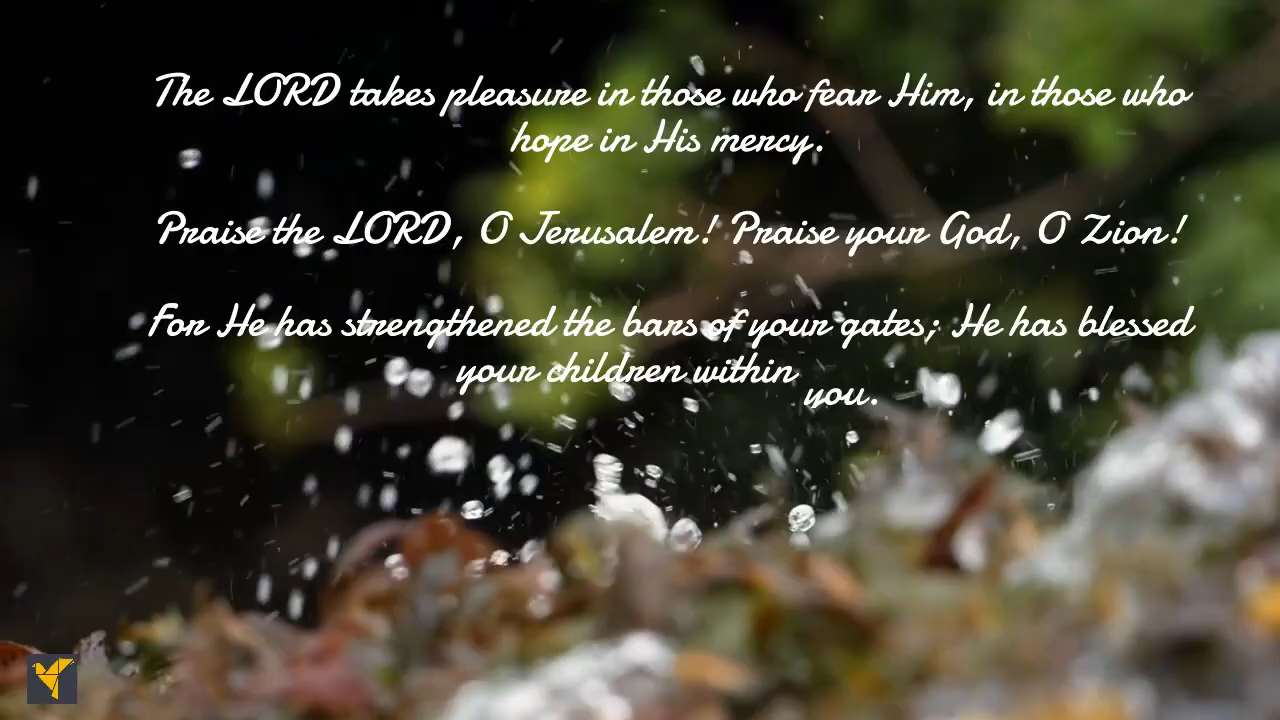 The LORD takes pleasure in those who fear Him, in those who
hope in His mercy.
Praise the LORD, O Jerusalem! Praise your God, O Zion!
For He has strengthened the bars of your gates; He has blessed
your children within
you.